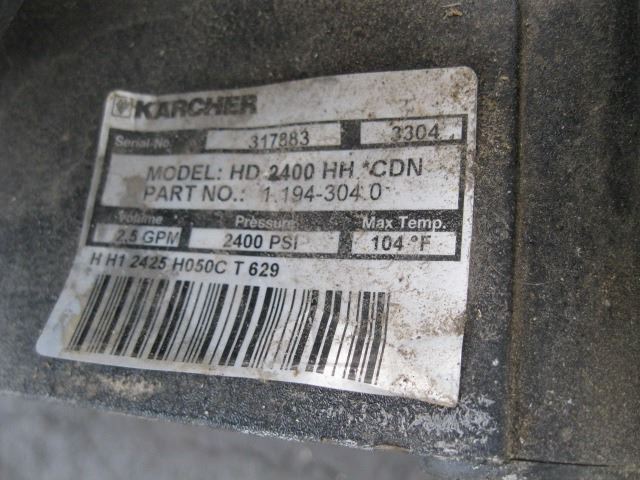 KÄRCHER
Serial-No. 317883 3304
MODEL: HD 2400 HH *CDN
PART NO.: 1.194-304.0
Volume Pressure Max Temp.
2.5 GPM 2400 PSI 104 °F
H H1 2425 H050C T 629